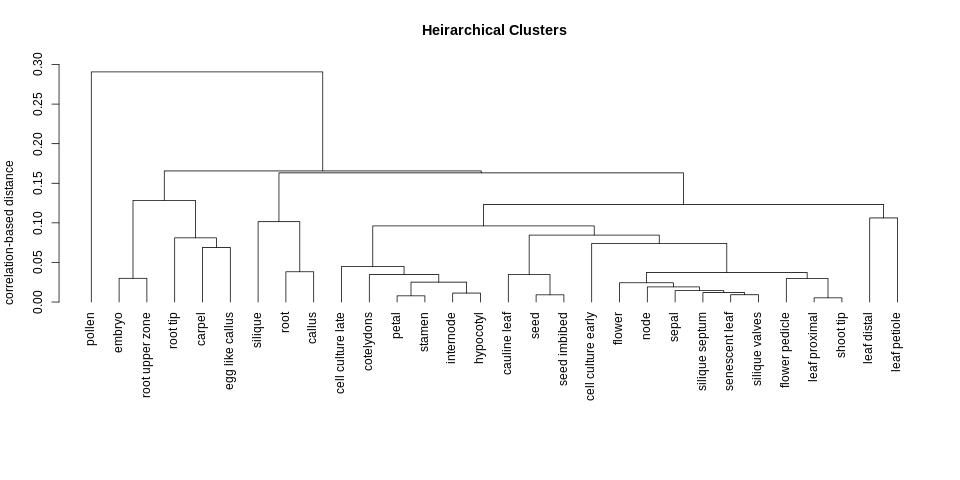 Heirarchical Clusters
correlation-based distance
0.30
0.25
0.20
0.15
0.10
0.05
0.00
pollen
embryo
root upper zone
root tip
carpel
egg like callus
silique
root
callus
cell culture late
cotelydons
petal
stamen
internode
hypocotyl
cauline leaf
seed
seed imbibed
cell culture early
flower
node
sepal
silique septum
senescent leaf
silique valves
flower pedicle
leaf proximal
shoot tip
leaf distal
leaf petiole